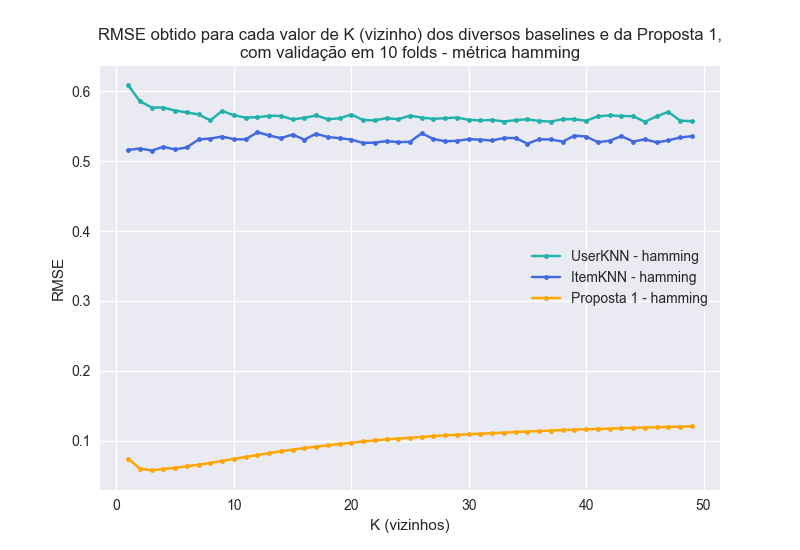 RMSE obtido para cada valor de K (vizinho) dos diversos baselines e da Proposta 1,
com validação em 10 folds - métrica hamming
0.6
0.5
0.4
0.3
0.2
0.1
RMSE
UserKNN - hamming
ItemKNN - hamming
Proposta 1 - hamming
0 10 20 30 40 50
K (vizinhos)